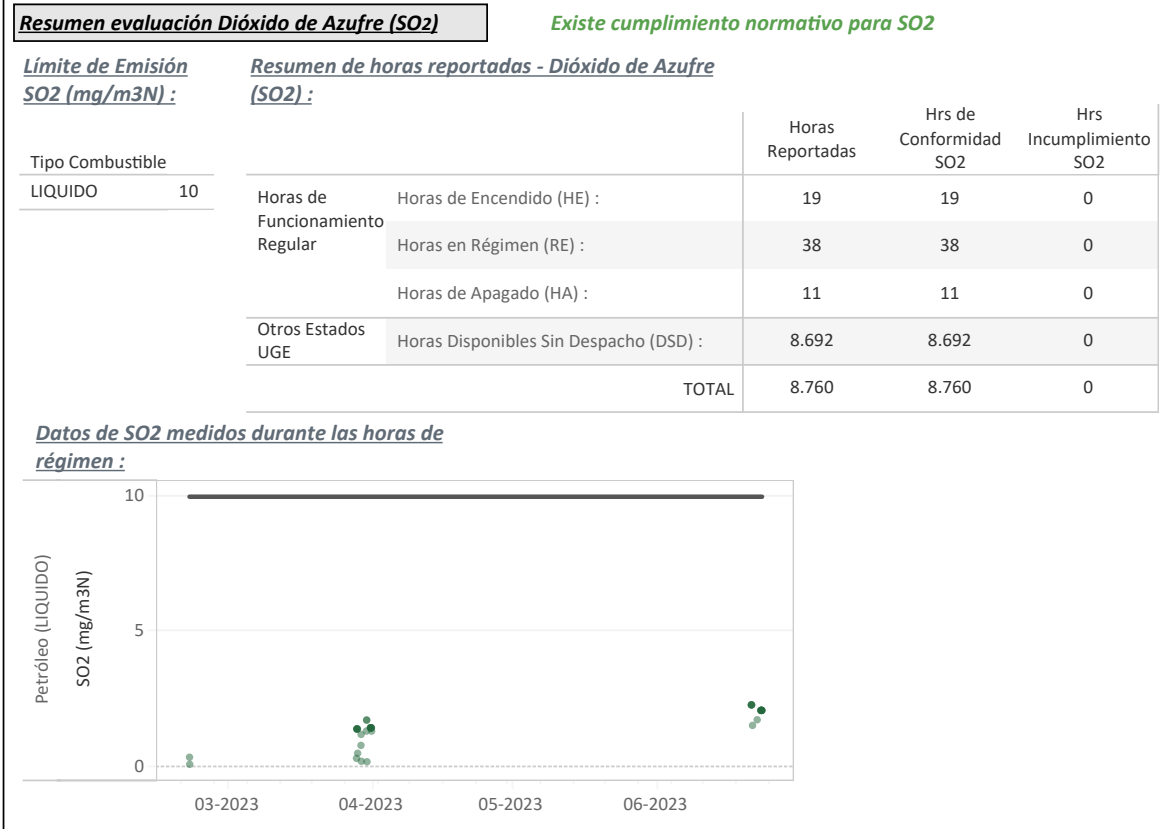 Resumen evaluación Dióxido de Azufre (SO2)
Existe cumplimiento normativo para SO2
Límite de Emisión
SO2 (mg/m3N) :
Tipo Combustible
LIQUIDO 10
Resumen de horas reportadas - Dióxido de Azufre
(SO2) :
Horas
Reportadas
Hrs de
Conformidad
SO2
Hrs
Incumplimiento
SO2
Horas de
Funcionamiento
Regular
Horas de Encendido (HE) : 19 19 0
Horas en Régimen (RE) : 38 38 0
Horas de Apagado (HA) : 11 11 0
Otros Estados
UGE
Horas Disponibles Sin Despacho (DSD) : 8.692 8.692 0
TOTAL 8.760 8.760 0
Datos de SO2 medidos durante las horas de
régimen :
Petróleo (LIQUIDO)
SO2 (mg/m3N)
10
5
0
03-2023 04-2023 05-2023 06-2023